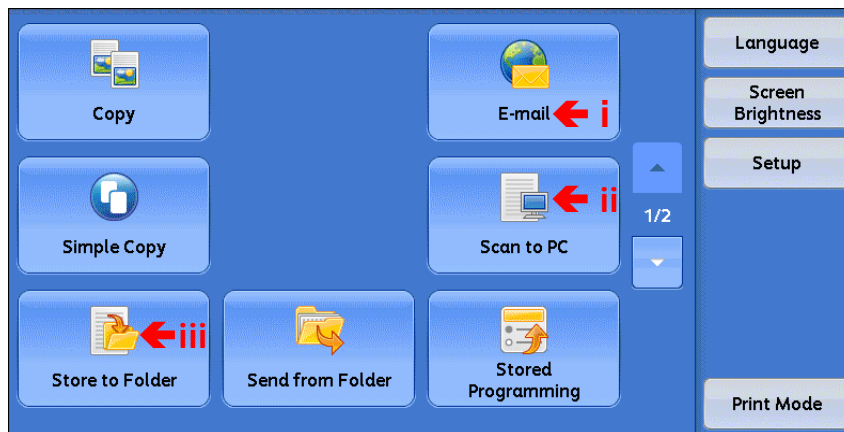 Copy
E-mail
i
Language
Screen
Brightness
Setup
Simple Copy
Scan to PC
ii
1/2
Store to Folder
iii
Send from Folder
Stored
Programming
Print Mode